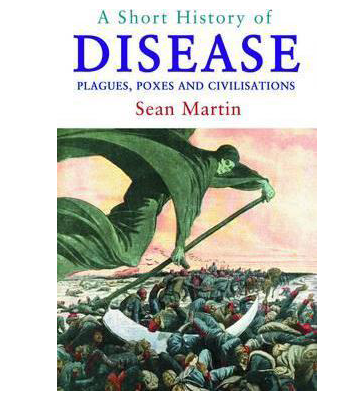 A Short History of
DISEASE
PLAGUES, POXES AND CIVILISATIONS
Sean Martin